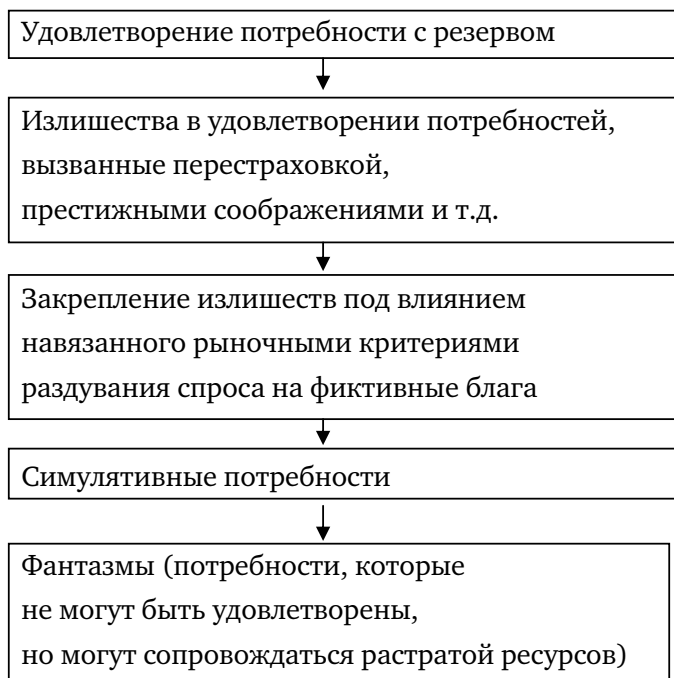 Удовлетворение потребности с резервом
Излишества в удовлетворении потребностей,
вызванные перестраховкой,
престижными соображениями и т.д.
Закрепление излишеств под влиянием
навязанного рыночными критериями
раздувания спроса на фиктивные блага
Симулятивные потребности
Фантазмы (потребности, которые
не могут быть удовлетворены,
но могут сопровождаться растратой ресурсов)